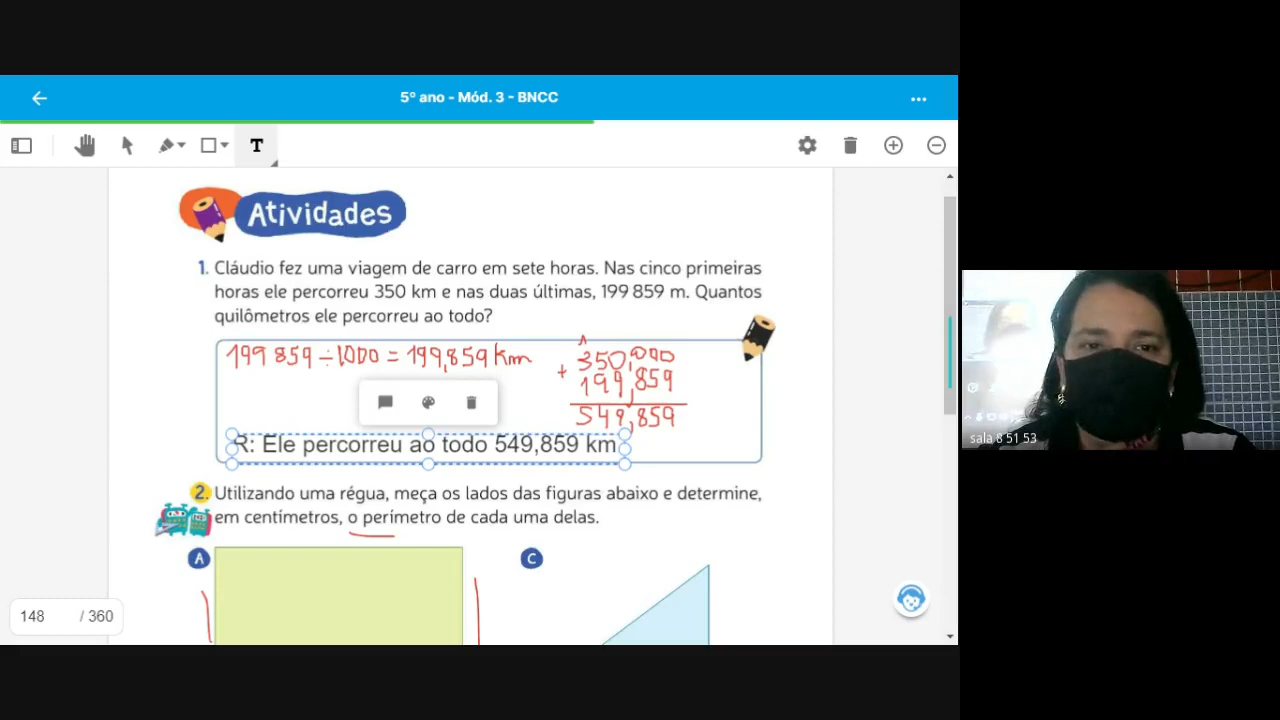 5º ano - Mód. 3 - BNCC
T
Atividades
1. Cláudio fez uma viagem de carro em sete horas. Nas cinco primeiras
horas ele percorreu 350 km e nas duas últimas, 199 859 m. Quantos
quilômetros ele percorreu ao todo?
199 859 ÷ 1000 = 199,859 km
350,000
+ 199,859
549,859
R: Ele percorreu ao todo 549,859 km
2. Utilizando uma régua, meça os lados das figuras abaixo e determine,
em centímetros, o perímetro de cada uma delas.
A
C
148 / 360
sala 8 51 53